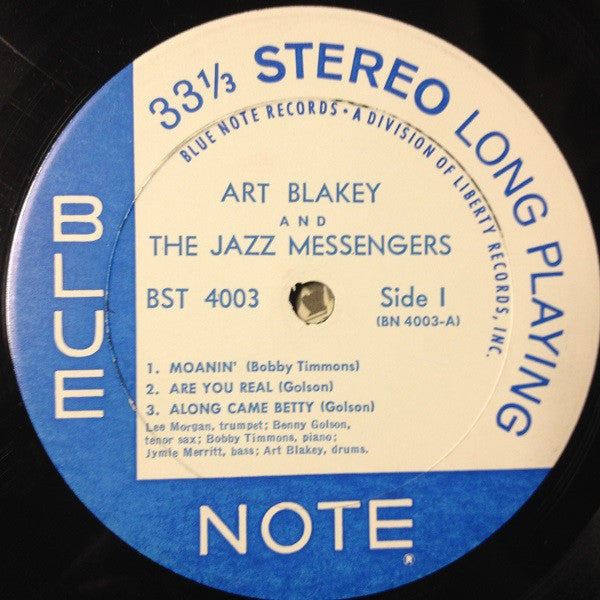 33⅓ STEREO LONG PLAYING
BLUE NOTE RECORDS • A DIVISION OF LIBERTY RECORDS, INC.
BLUE
ART BLAKEY
AND
THE JAZZ MESSENGERS
BST 4003
Side I
(BN 4003-A)
1. MOANIN' (Bobby Timmons)
2. ARE YOU REAL (Golson)
3. ALONG CAME BETTY (Golson)
Lee Morgan, trumpet; Benny Golson,
tenor sax; Bobby Timmons, piano;
Jymie Merritt, bass; Art Blakey, drums.
NOTE
®